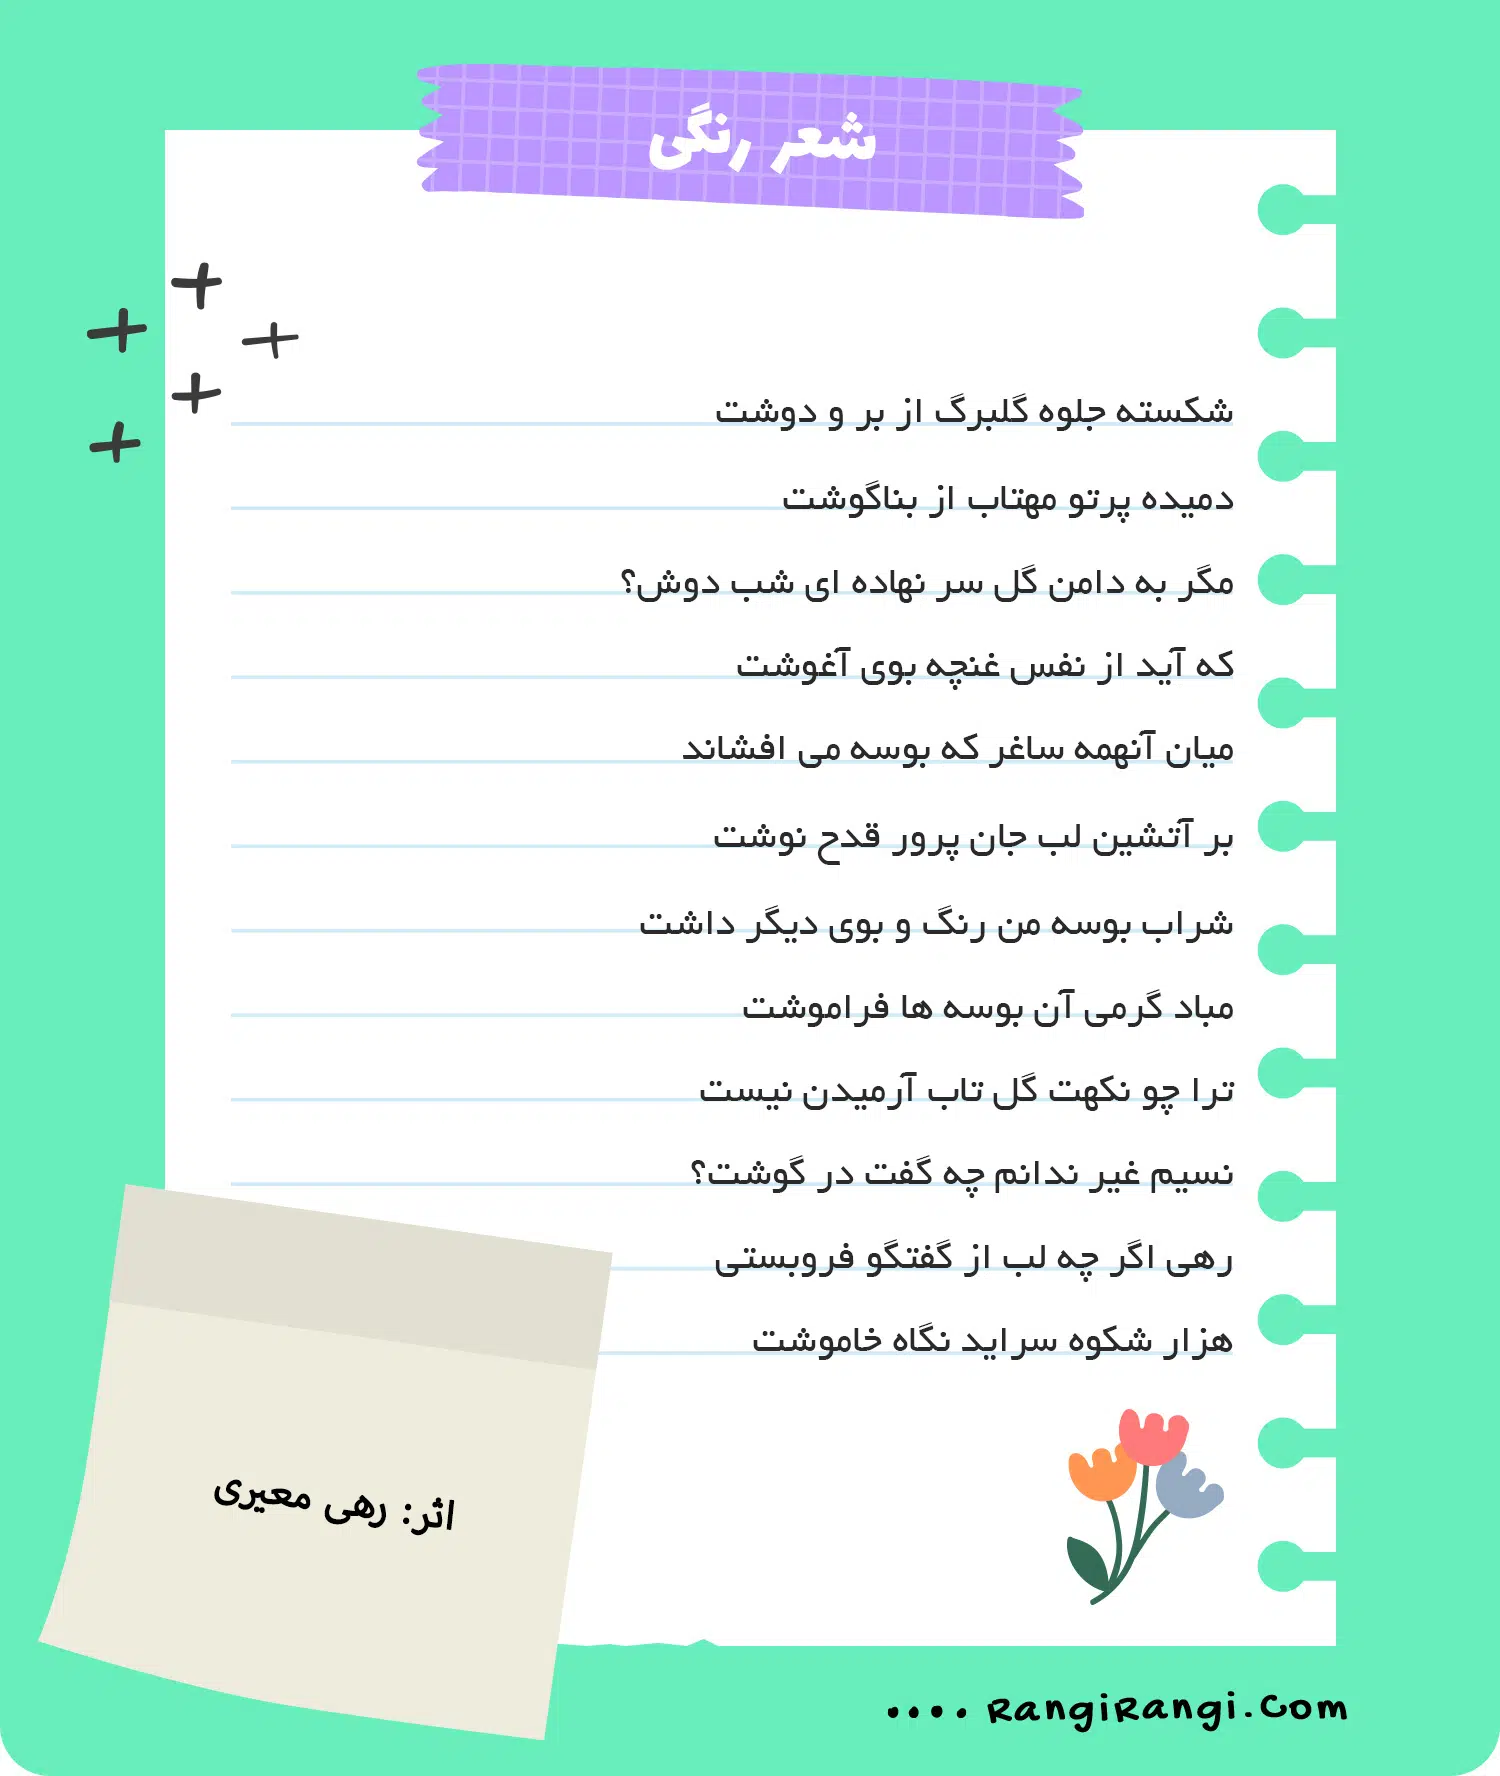 شعر رنگی
شکسته جلوه گلبرگ از بر و دوشت
دمیده پرتو مهتاب از بناگوشت
مگر به دامن گل سر نهاده ای شب دوش؟
که آید از نفس غنچه بوی آغوشت
میان آنهمه ساغر که بوسه می افشاند
بر آتشین لب جان پرور قدح نوشت
شراب بوسه من رنگ و بوی دیگر داشت
مباد گرمی آن بوسه ها فراموشت
ترا چو نکهت گل تاب آرمیدن نیست
نسیم غیر ندانم چه گفت در گوشت؟
رهی اگر چه لب از گفتگو فروبستی
هزار شکوه سراید نگاه خاموشت
اثر: رهی معیری
.... RangiRangi.Com